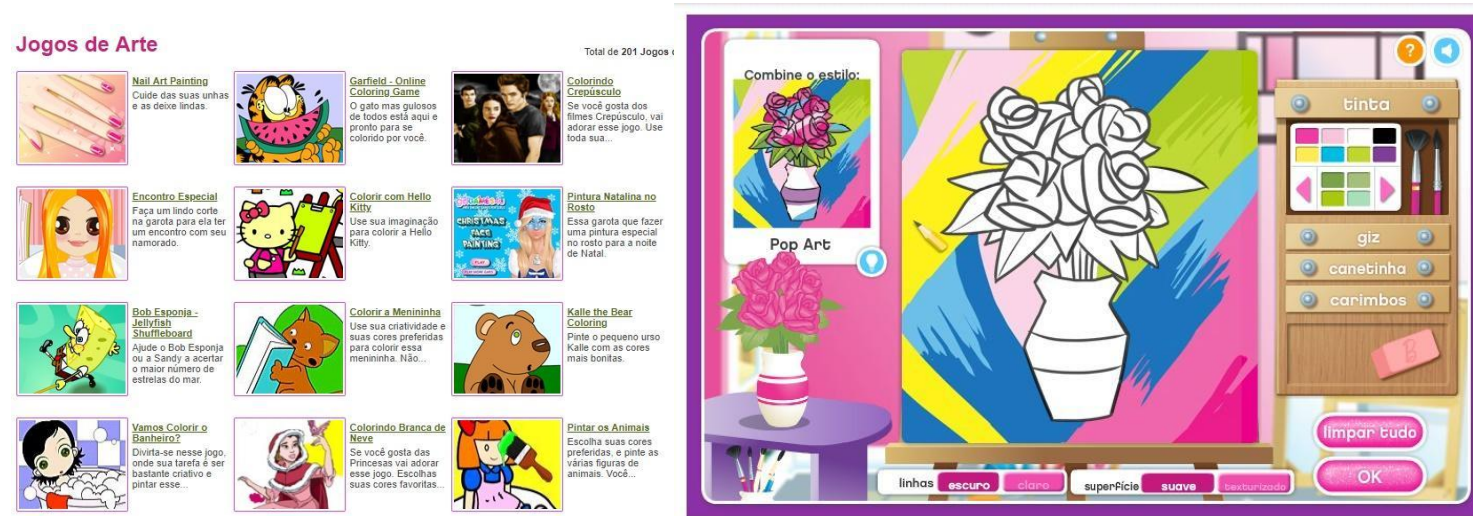 Jogos de Arte
Total de 201 Jogos
Nail Art Painting
Cuide das suas unhas
e as deixe lindas.
Garfield - Online
Coloring Game
O gato mas gulosos
de todos está aqui e
pronto para se
colorido por você.
Colorindo
Crepúsculo
Se você gosta dos
filmes Crepúsculo, vai
adorar esse jogo. Use
toda sua...
Encontro Especial
Faça um lindo corte
na garota para ela ter
um encontro com seu
namorado.
Colorir com Hello
Kitty
Use sua imaginação
para colorir a Hello
Kitty.
CHRISTMAS
FACE
PAINTING
PLAY
Pintura Natalina no
Rosto
Essa garota que fazer
uma pintura especial
no rosto para a noite
de Natal.
Bob Esponja -
Jellyfish
Shuffleboard
Ajude o Bob Esponja
ou a Sandy a acertar
o maior número de
estrelas do mar.
Colorir a Menininha
Use sua criatividade e
suas cores preferidas
para colorir essa
menininha. Não...
Kalle the Bear
Coloring
Pinte o pequeno urso
Kalle com as cores
mais bonitas.
Vamos Colorir o
Banheiro?
Divirta-se nesse jogo,
onde sua tarefa é ser
bastante criativo e
pintar esse...
Colorindo Branca de
Neve
Se você gosta das
Princesas vai adorar
esse jogo. Escolhas
suas cores favoritas...
Pintar os Animais
Escolha suas cores
preferidas, e pinte as
várias figuras de
animais. Você...
Combine o estilo:
Pop Art
?
tinta
giz
canetinha
carimbos
B
limpar tudo
OK
linhas escuro claro
superfície suave texturizado